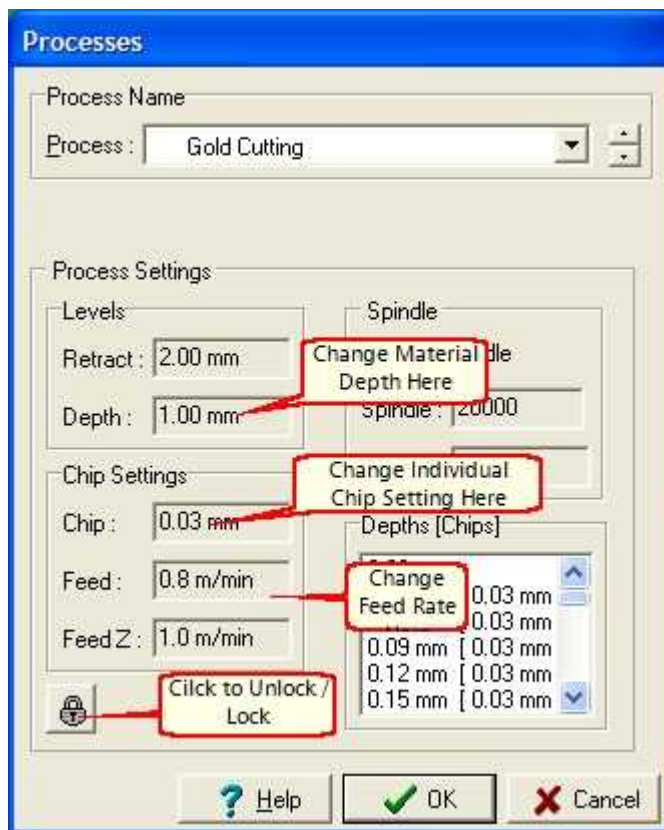 Processes
Process Name
Process :
Gold Cutting
Process Settings
Levels
Retract :
2.00 mm
Depth :
1.00 mm
Spindle
Change Material
Depth Here
Spindle :
20000
Chip Settings
Chip :
0.03 mm
Feed :
0.8 m/min
Feed Z :
1.0 m/min
Change Individual
Chip Setting Here
Depths [Chips]
Change
Feed Rate
0.03 mm
0.03 mm
0.09 mm [ 0.03 mm
0.12 mm [ 0.03 mm
0.15 mm [ 0.03 mm
Cilck to Unlock /
Lock
? Help
OK
Cancel